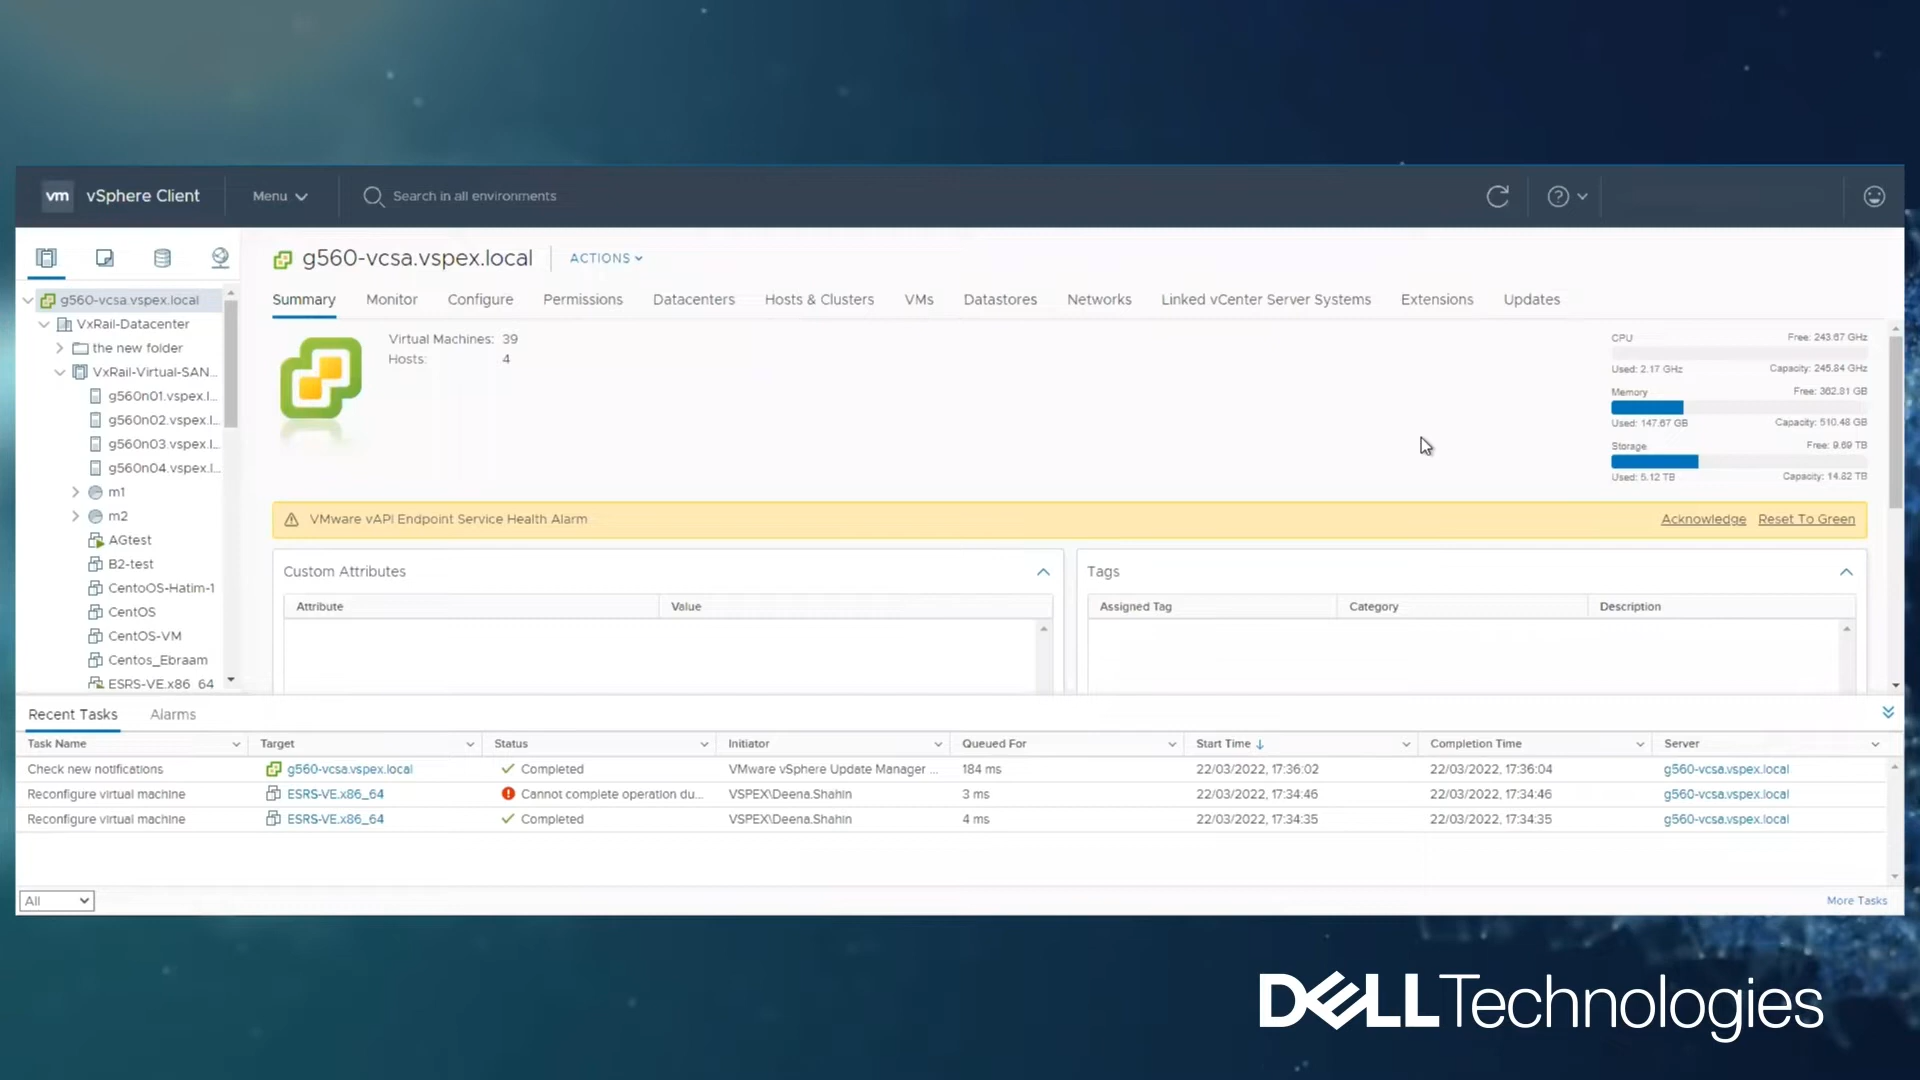 vm vSphere Client Menu Search in all environments
g560-vcsa.vspex.local ACTIONS
Summary Monitor Configure Permissions Datacenters Hosts & Clusters VMs Datastores Networks Linked vCenter Server Systems Extensions Updates
g560-vcsa.vspex.local
VxRail-Datacenter
the new folder
VxRail-Virtual-SAN...
g560n01.vspex.l...
g560n02.vspex.l...
g560n03.vspex.l...
g560n04.vspex.l...
m1
m2
AGtest
B2-test
CentoOS-Hatim-1
CentOS
CentOS-VM
Centos_Ebraam
ESRS-VE.x86_64
Virtual Machines: 39
Hosts: 4
CPU Free: 243.67 GHz
Used: 2.17 GHz Capacity: 245.84 GHz
Memory Free: 362.81 GB
Used: 147.67 GB Capacity: 510.48 GB
Storage Free: 9.69 TB
Used: 5.12 TB Capacity: 14.82 TB
VMware vAPI Endpoint Service Health Alarm Acknowledge Reset To Green
Custom Attributes
Attribute Value
Tags
Assigned Tag Category Description
Recent Tasks Alarms
Task Name Target Status Initiator Queued For Start Time Completion Time Server
Check new notifications g560-vcsa.vspex.local Completed VMware vSphere Update Manager ... 184 ms 22/03/2022, 17:36:02 22/03/2022, 17:36:04 g560-vcsa.vspex.local
Reconfigure virtual machine ESRS-VE.x86_64 Cannot complete operation du... VSPEX\Deena.Shahin 3 ms 22/03/2022, 17:34:46 22/03/2022, 17:34:46 g560-vcsa.vspex.local
Reconfigure virtual machine ESRS-VE.x86_64 Completed VSPEX\Deena.Shahin 4 ms 22/03/2022, 17:34:35 22/03/2022, 17:34:35 g560-vcsa.vspex.local
All More Tasks
DELL Technologies